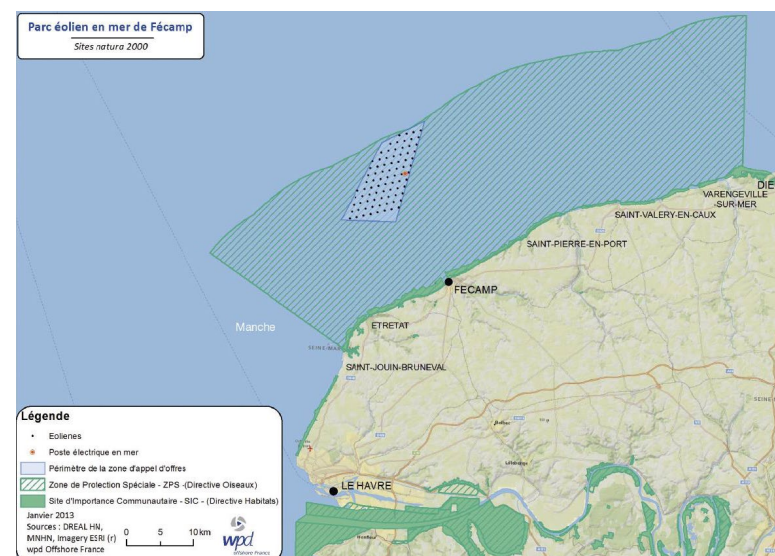 Parc éolien en mer de Fécamp
Sites natura 2000
DIE
VARENGEVILLE
-SUR-MER
SAINT-VALERY-EN-CAUX
SAINT-PIERRE-EN-PORT
FECAMP
Manche
ETRETAT
SAINT-JOUIN-BRUNEVAL
LE HAVRE
Légende
Eoliennes
Poste électrique en mer
Périmètre de la zone d'appel d'offres
Zone de Protection Spéciale - ZPS -(Directive Oiseaux)
Site d'Importance Communautaire - SIC - (Directive Habitats)
Janvier 2013
Sources : DREAL HN,
MNHN, Imagery ESRI (r)
wpd Offshore France
0 5 10 km
wpd
offshore France